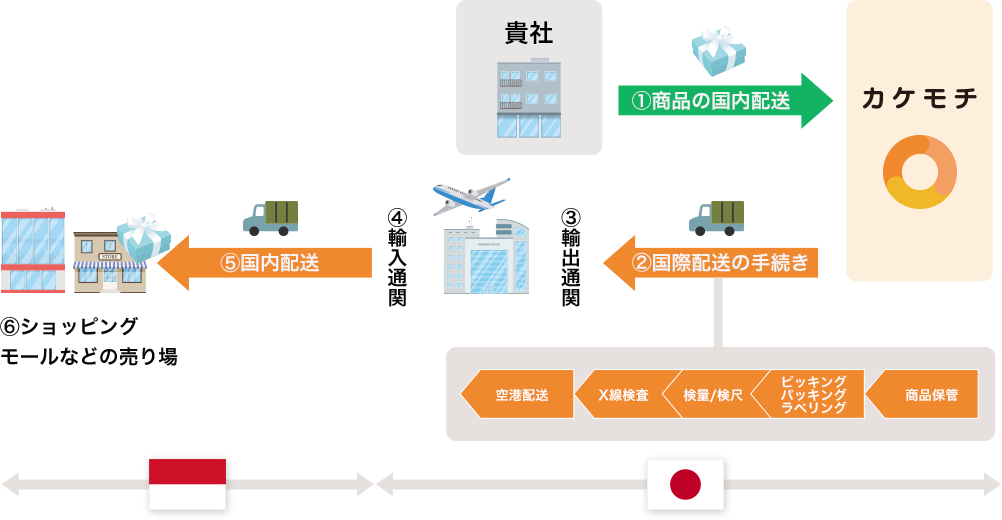 貴社
①商品の国内配送
カケモチ
②国際配送の手続き
③輸出通関
④輸入通関
⑤国内配送
STORE
⑥ショッピング
モールなどの売り場
商品保管
ピッキング
パッキング
ラベリング
検量/検尺
X線検査
空港配送